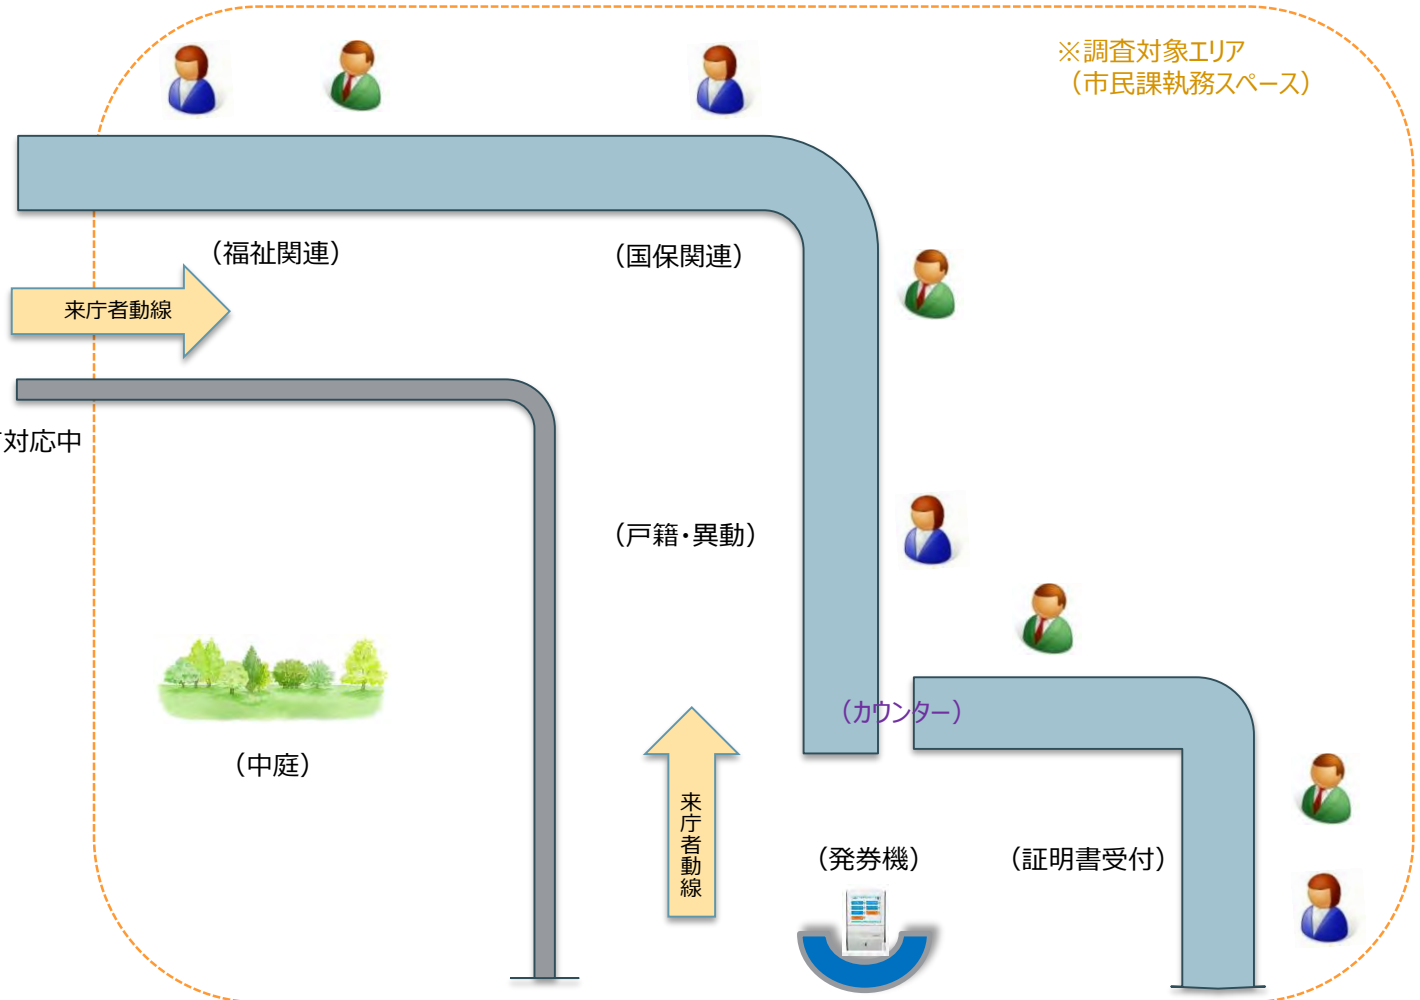 ※調査対象エリア
（市民課執務スペース）
（福祉関連）
（国保関連）
来庁者動線
対応中
（戸籍・異動）
（カウンター）
（中庭）
来庁者動線
（発券機）
（証明書受付）